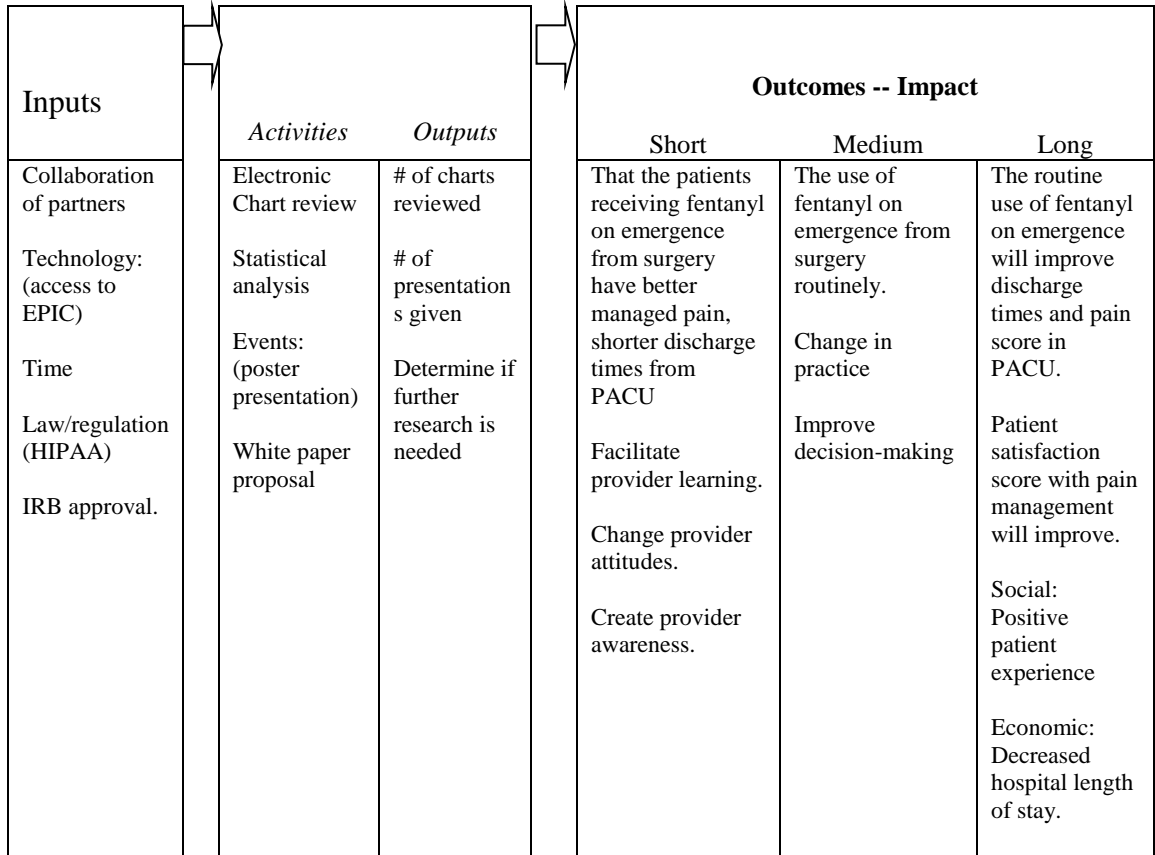 Inputs
Activities
Outputs
Outcomes -- Impact
Short
Medium
Long
Collaboration
of partners
Technology:
(access to
EPIC)
Time
Law/regulation
(HIPAA)
IRB approval.
Electronic
Chart review
Statistical
analysis
Events:
(poster
presentation)
White paper
proposal
# of charts
reviewed
# of
presentation
s given
Determine if
further
research is
needed
That the patients
receiving fentanyl
on emergence
from surgery
have better
managed pain,
shorter discharge
times from
PACU
Facilitate
provider learning.
Change provider
attitudes.
Create provider
awareness.
The use of
fentanyl on
emergence from
surgery
routinely.
Change in
practice
Improve
decision-making
The routine
use of fentanyl
on emergence
will improve
discharge
times and pain
score in
PACU.
Patient
satisfaction
score with pain
management
will improve.
Social:
Positive
patient
experience
Economic:
Decreased
hospital length
of stay.